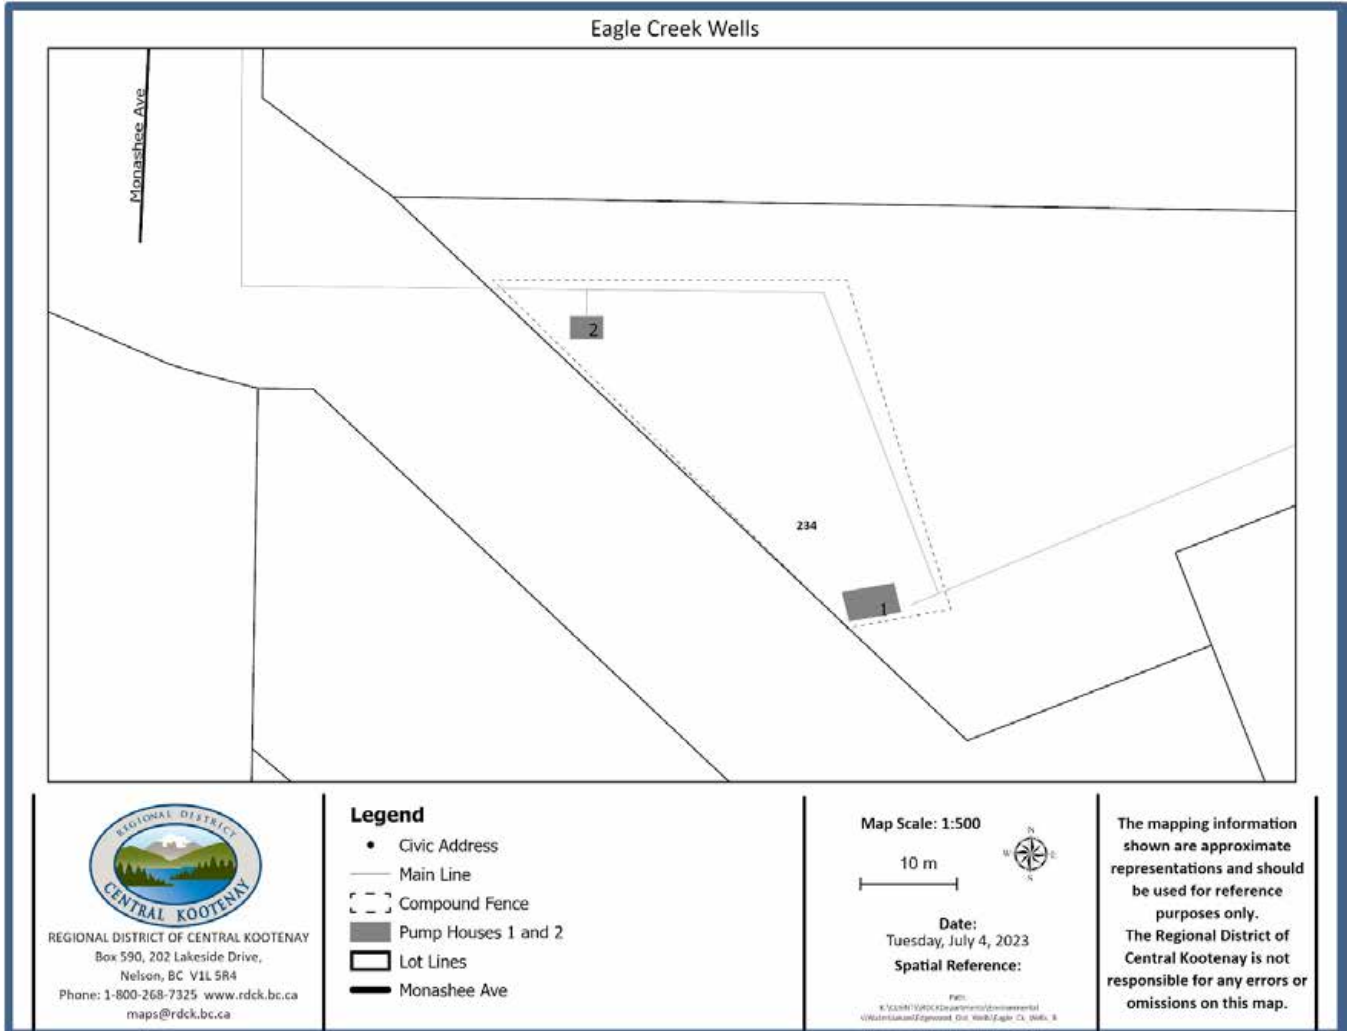 Eagle Creek Wells
Monashee Ave
2
234
1
REGIONAL DISTRICT
CENTRAL KOOTENAY
REGIONAL DISTRICT OF CENTRAL KOOTENAY
Box 590, 202 Lakeside Drive,
Nelson, BC V1L 5R4
Phone: 1-800-268-7325 www.rdck.bc.ca
maps@rdck.bc.ca
Legend
Civic Address
Main Line
Compound Fence
Pump Houses 1 and 2
Lot Lines
Monashee Ave
Map Scale: 1:500
10 m
N
W E
S
Date:
Tuesday, July 4, 2023
Spatial Reference:
Path:
The mapping information
shown are approximate
representations and should
be used for reference
purposes only.
The Regional District of
Central Kootenay is not
responsible for any errors or
omissions on this map.